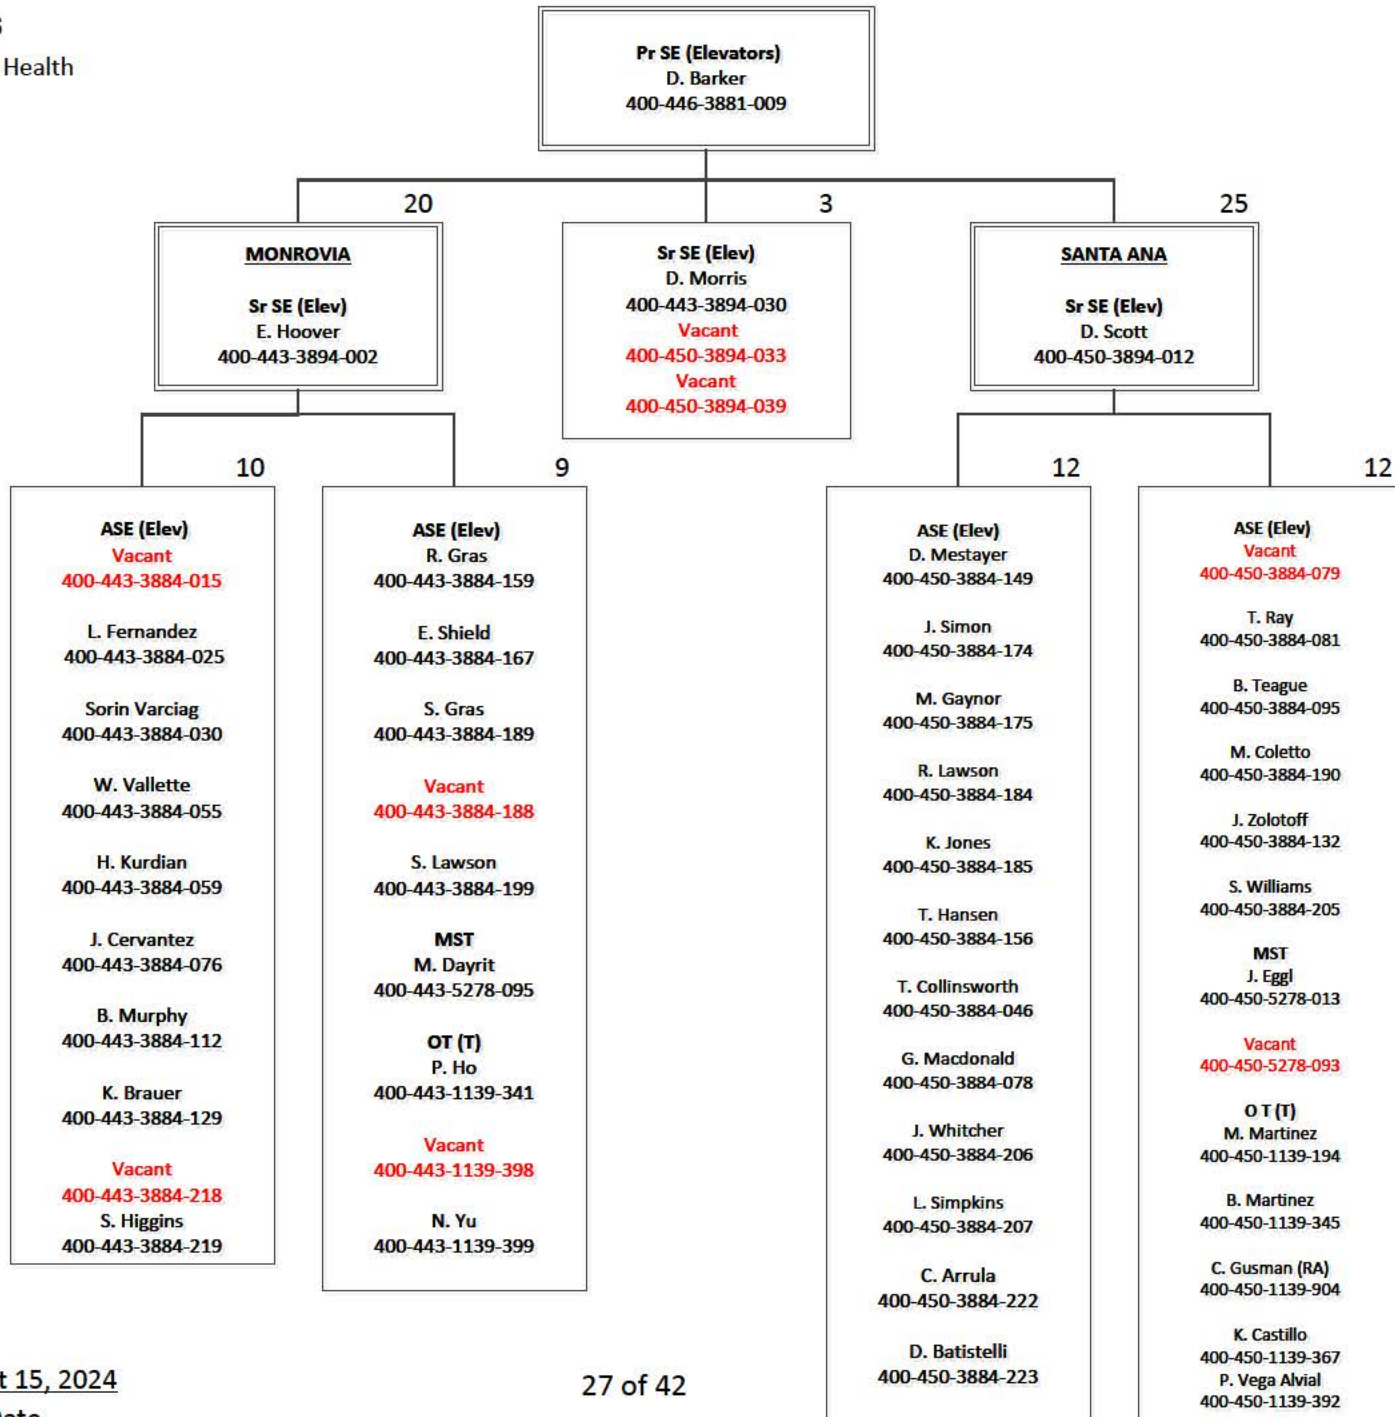 S
Health
Pr SE (Elevators)
D. Barker
400-446-3881-009
20
3
25
MONROVIA
Sr SE (Elev)
E. Hoover
400-443-3894-002
Sr SE (Elev)
D. Morris
400-443-3894-030
Vacant
400-450-3894-033
Vacant
400-450-3894-039
SANTA ANA
Sr SE (Elev)
D. Scott
400-450-3894-012
10
9
12
12
ASE (Elev)
Vacant
400-443-3884-015
L. Fernandez
400-443-3884-025
Sorin Varciag
400-443-3884-030
W. Vallette
400-443-3884-055
H. Kurdian
400-443-3884-059
J. Cervantez
400-443-3884-076
B. Murphy
400-443-3884-112
K. Brauer
400-443-3884-129
Vacant
400-443-3884-218
S. Higgins
400-443-3884-219
ASE (Elev)
R. Gras
400-443-3884-159
E. Shield
400-443-3884-167
S. Gras
400-443-3884-189
Vacant
400-443-3884-188
S. Lawson
400-443-3884-199
MST
M. Dayrit
400-443-5278-095
OT (T)
P. Ho
400-443-1139-341
Vacant
400-443-1139-398
N. Yu
400-443-1139-399
ASE (Elev)
D. Mestayer
400-450-3884-149
J. Simon
400-450-3884-174
M. Gaynor
400-450-3884-175
R. Lawson
400-450-3884-184
K. Jones
400-450-3884-185
T. Hansen
400-450-3884-156
T. Collinsworth
400-450-3884-046
G. Macdonald
400-450-3884-078
J. Whitcher
400-450-3884-206
L. Simpkins
400-450-3884-207
C. Arrula
400-450-3884-222
D. Batistelli
400-450-3884-223
ASE (Elev)
Vacant
400-450-3884-079
T. Ray
400-450-3884-081
B. Teague
400-450-3884-095
M. Coletto
400-450-3884-190
J. Zolotoff
400-450-3884-132
S. Williams
400-450-3884-205
MST
J. Eggl
400-450-5278-013
Vacant
400-450-5278-093
O T (T)
M. Martinez
400-450-1139-194
B. Martinez
400-450-1139-345
C. Gusman (RA)
400-450-1139-904
K. Castillo
400-450-1139-367
P. Vega Alvial
400-450-1139-392
t 15, 2024
27 of 42